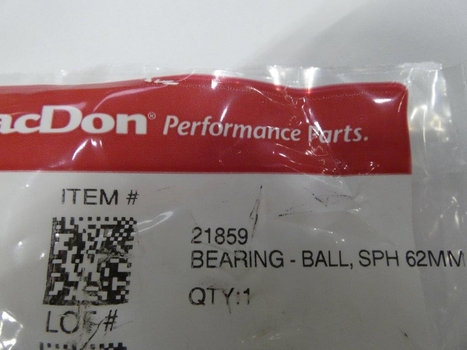 acDon® Performance Parts.
ITEM #
21859
BEARING - BALL, SPH 62MM
QTY:1
LOT #